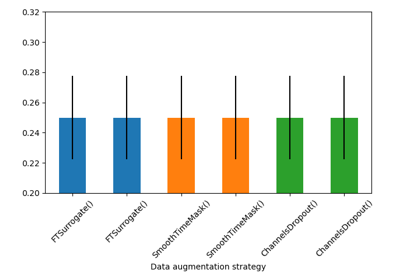 0.32
0.30
0.28
0.26
0.24
0.22
0.20
FTSurrogate()
FTSurrogate()
SmoothTimeMask()
SmoothTimeMask()
ChannelsDropout()
ChannelsDropout()
Data augmentation strategy